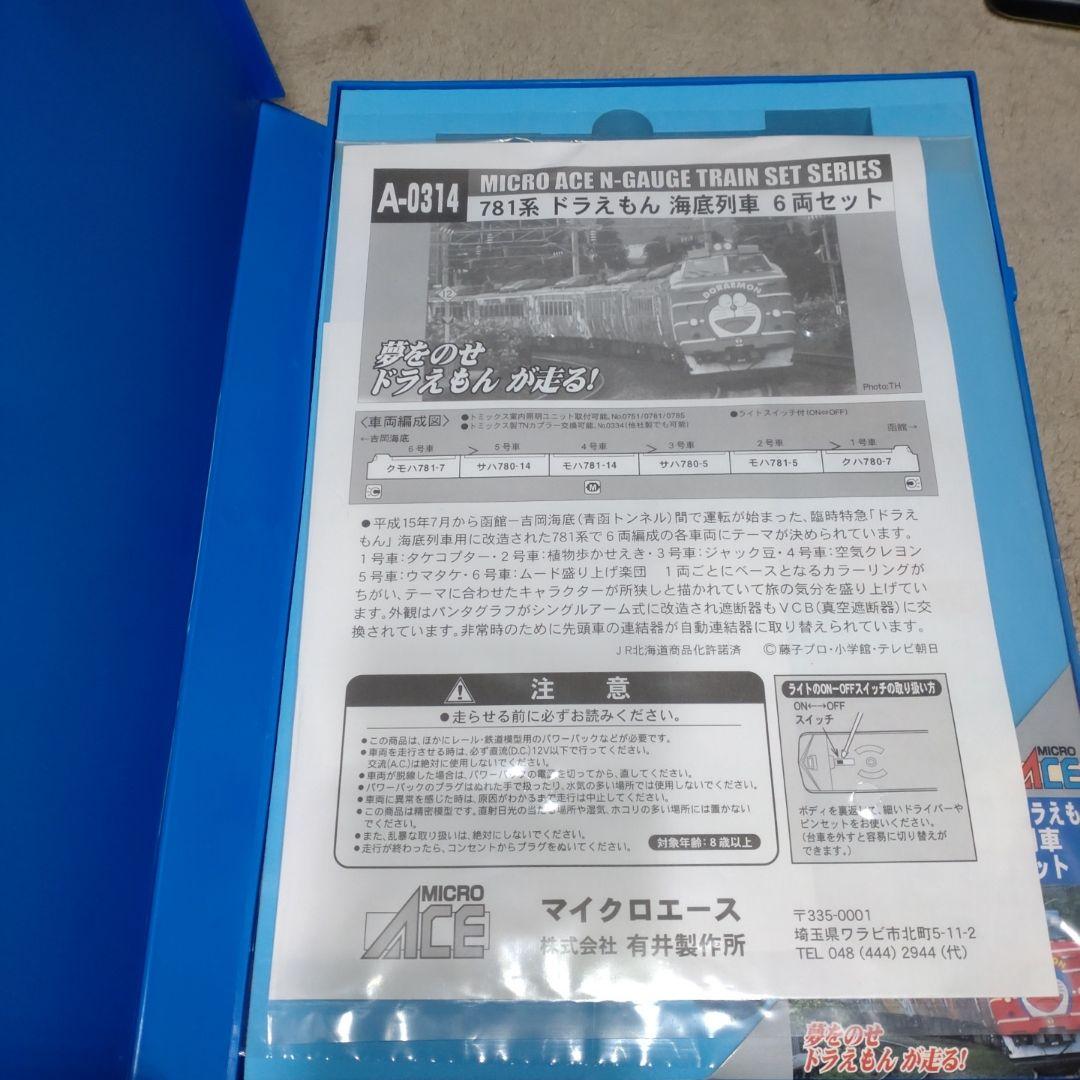 A-0314
MICRO ACE N-GAUGE TRAIN SET SERIES
781系 ドラえもん 海底列車 6両セット
DORAEMON
12
夢をのせ
ドラえもん が走る!
Photo:TH
〈車両編成図〉
●トミックス室内照明ユニット取付可能。No.0751/0761/0765
●ライトスイッチ付(ON⇔OFF)
●トミックス製TNカプラー交換可能。No.0334(他社製でも可能)
←吉岡海底
函館→
6号車 5号車 4号車 3号車 2号車 1号車
クモハ781-7 サハ780-14 モハ781-14 サハ780-5 モハ781-5 クハ780-7
M
●平成15年7月から函館－吉岡海底(青函トンネル)間で運転が始まった、臨時特急「ドラえ
もん」海底列車用に改造された781系で6両編成の各車両にテーマが決められています。
1号車:タケコプター・2号車:植物歩かせえき・3号車:ジャック豆・4号車:空気クレヨン
5号車:ウマタケ・6号車:ムード盛り上げ楽団 1両ごとにベースとなるカラーリングが
ちがい、テーマに合わせたキャラクターが所狭しと描かれていて旅の気分を盛り上げてい
ます。外観はパンタグラフがシングルアーム式に改造され遮断器もVCB(真空遮断器)に交
換されています。非常時のために先頭車の連結器が自動連結器に取り替えられています。
JR北海道商品化許諾済 Ⓒ藤子プロ・小学館・テレビ朝日
注意
●走らせる前に必ずお読みください。
●この商品は、ほかにレール・鉄道模型用のパワーパックなどが必要です。
●車両を走行させる時は、必ず直流(D.C.)12V以下で行ってください。
交流(A.C.)は絶対に使用しないでください。
●車両が脱線した場合は、パワーパックの電源を切ってから、直してください。
●パワーパックのプラグはぬれた手で扱ったり、水気の多い場所では使用しないでください。
●車両に異常を感じた時は、原因がわかるまで走行は中止してください。
●この商品は精密模型です。直射日光の当たる場所や湿気、ホコリの多い場所には置かない
でください。
●また、乱暴な取り扱いは、絶対にしないでください。
●走行が終わったら、コンセントからプラグをぬいてください。
対象年齢:8歳以上
ライトのON-OFFスイッチの取り扱い方
ON←→OFF
スイッチ
ボディを裏返して、細いドライバーや
ピンセットをお使いください。
(台車を外すと容易に切り替えが
できます。)
MICRO
ACE
マイクロエース
株式会社 有井製作所
〒335-0001
埼玉県ワラビ市北町5-11-2
TEL 048 (444) 2944 (代)
MICRO
ACE
ラえも
車
ット
夢をのせ
ドラえもん が走る!